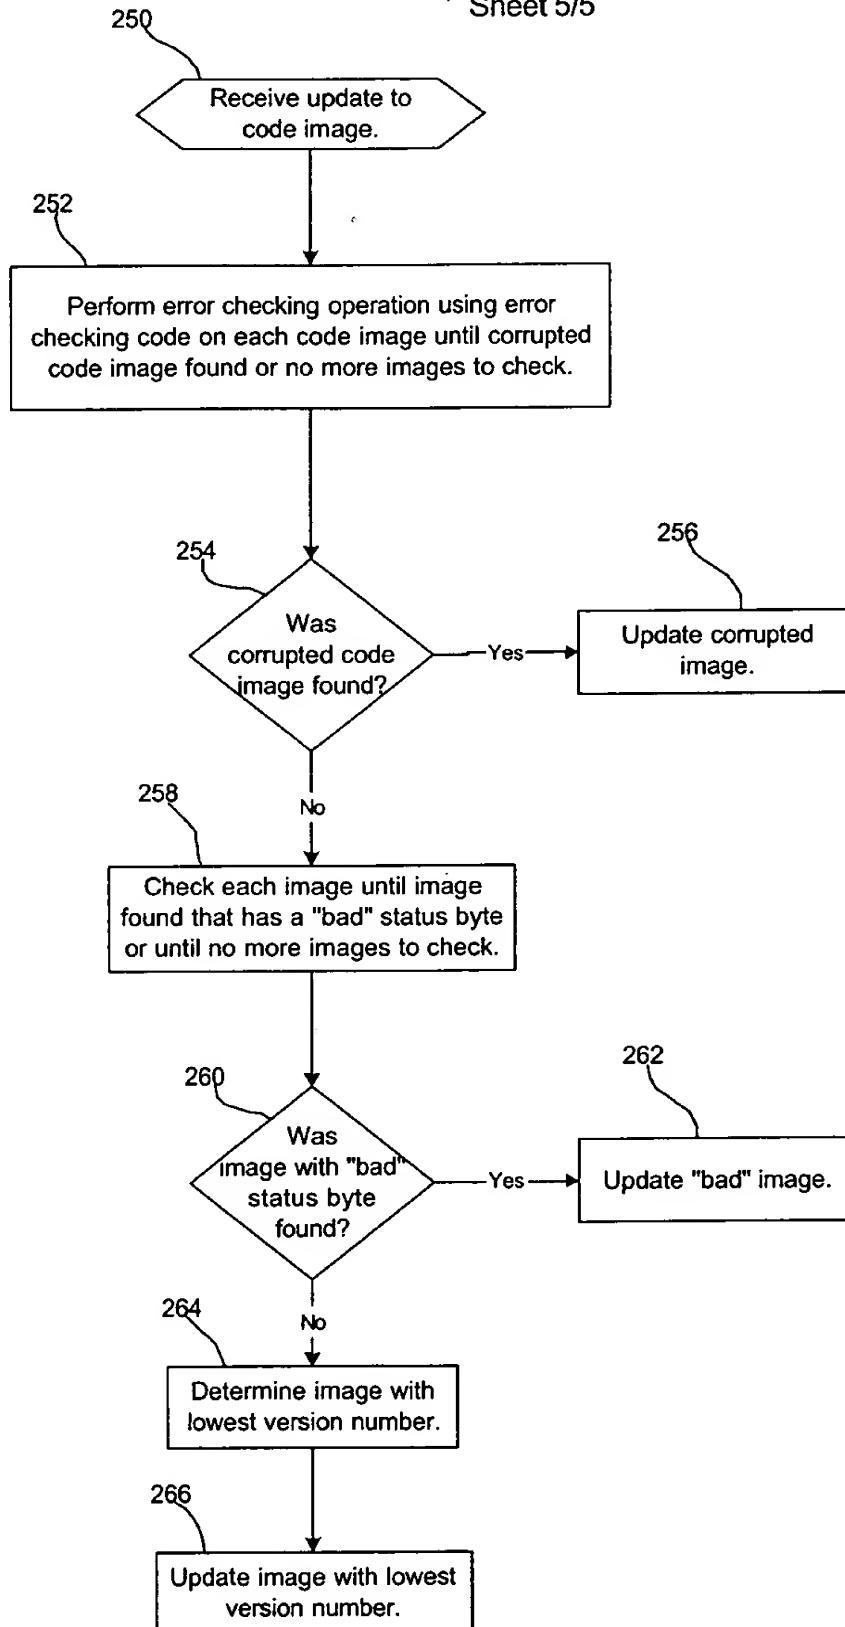 Sheet 5/5
250
Receive update to
code image.
252
Perform error checking operation using error
checking code on each code image until corrupted
code image found or no more images to check.
254
Was
corrupted code
image found?
Yes
256
Update corrupted
image.
No
258
Check each image until image
found that has a "bad" status byte
or until no more images to check.
260
Was
image with "bad"
status byte
found?
Yes
262
Update "bad" image.
No
264
Determine image with
lowest version number.
266
Update image with lowest
version number.